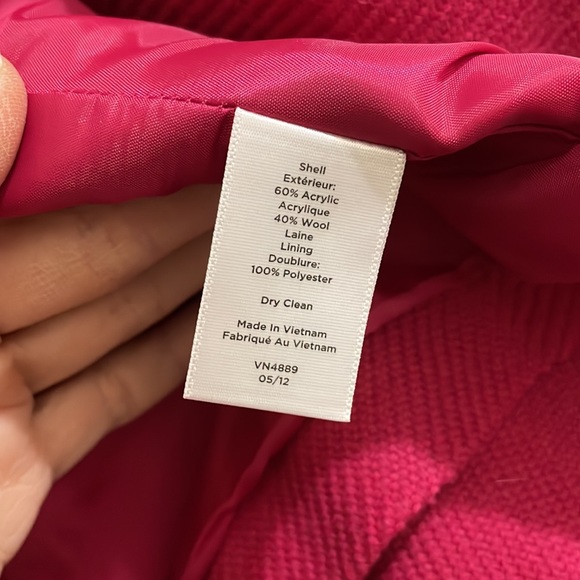 Shell
Extérieur:
60% Acrylic
Acrylique
40% Wool
Laine
Lining
Doublure:
100% Polyester
Dry Clean
Made In Vietnam
Fabriqué Au Vietnam
VN4889
05/12